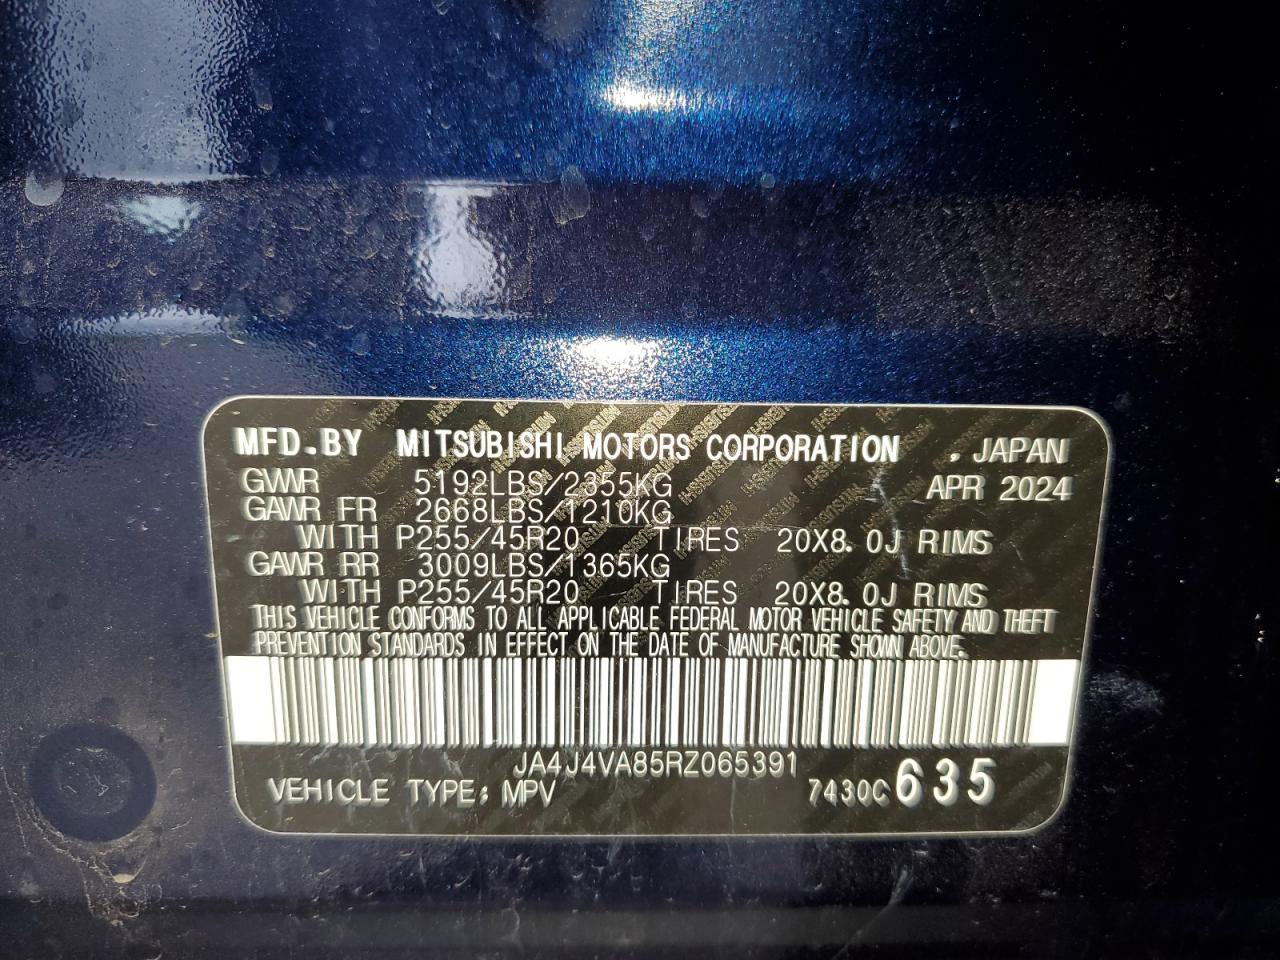 MFD.BY MITSUBISHI MOTORS CORPORATION . JAPAN
GVWR 5192LBS/2355KG APR 2024
GAWR FR 2668LBS/1210KG
WITH P255/45R20 TIRES 20X8.0J RIMS
GAWR RR 3009LBS/1365KG
WITH P255/45R20 TIRES 20X8.0J RIMS
THIS VEHICLE CONFORMS TO ALL APPLICABLE FEDERAL MOTOR VEHICLE SAFETY AND THEFT
PREVENTION STANDARDS IN EFFECT ON THE DATE OF MANUFACTURE SHOWN ABOVE.
JA4J4VA85RZ065391
VEHICLE TYPE: MPV 7430C 635